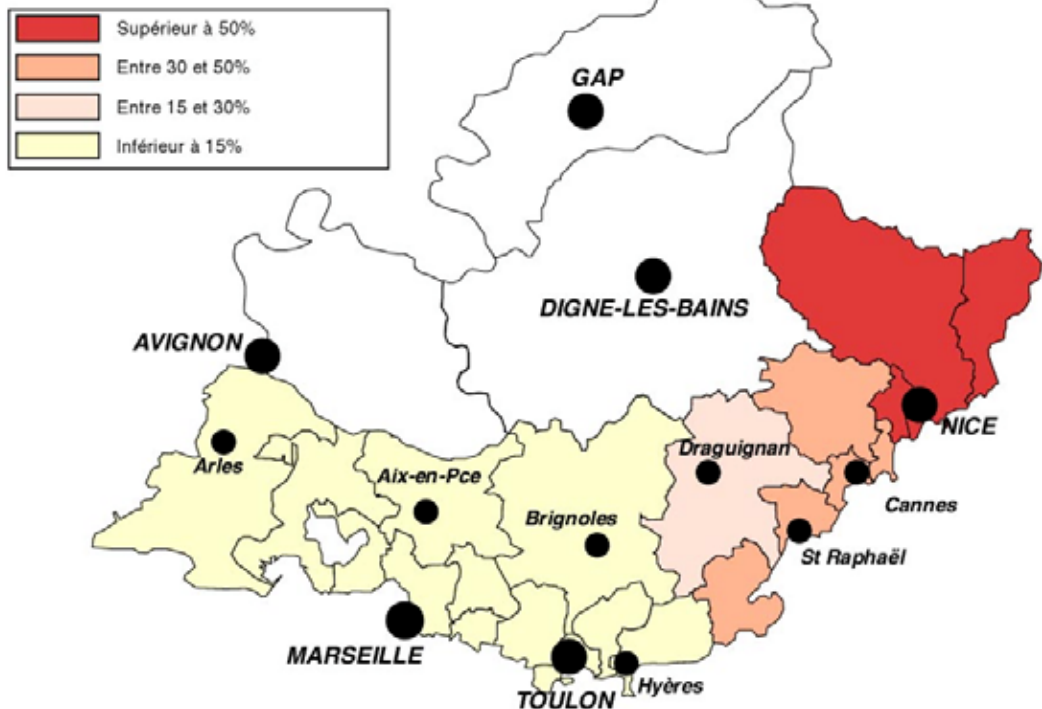 Supérieur à 50%
Entre 30 et 50%
Entre 15 et 30%
Inférieur à 15%
GAP
DIGNE-LES-BAINS
AVIGNON
NICE
Arles
Draguignan
Aix-en-Pce
Cannes
Brignoles
St Raphaël
MARSEILLE
Hyères
TOULON